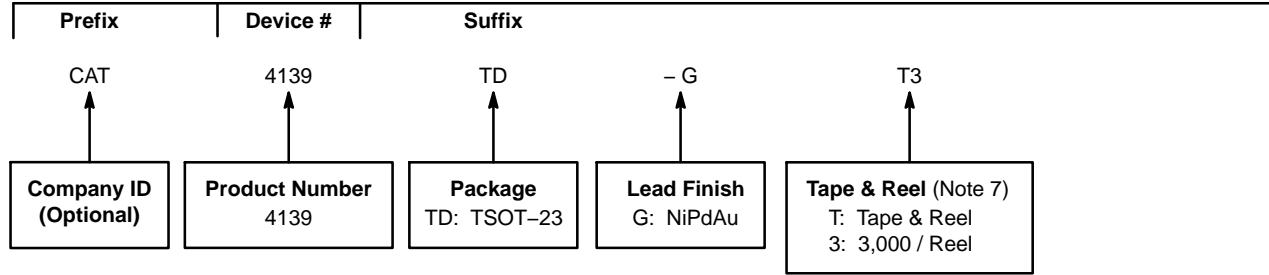 Prefix Device # Suffix
CAT 4139 TD – G T3
Company ID
(Optional)
Product Number
4139
Package
TD: TSOT−23
Lead Finish
G: NiPdAu
Tape & Reel (Note 7)
T: Tape & Reel
3: 3,000 / Reel